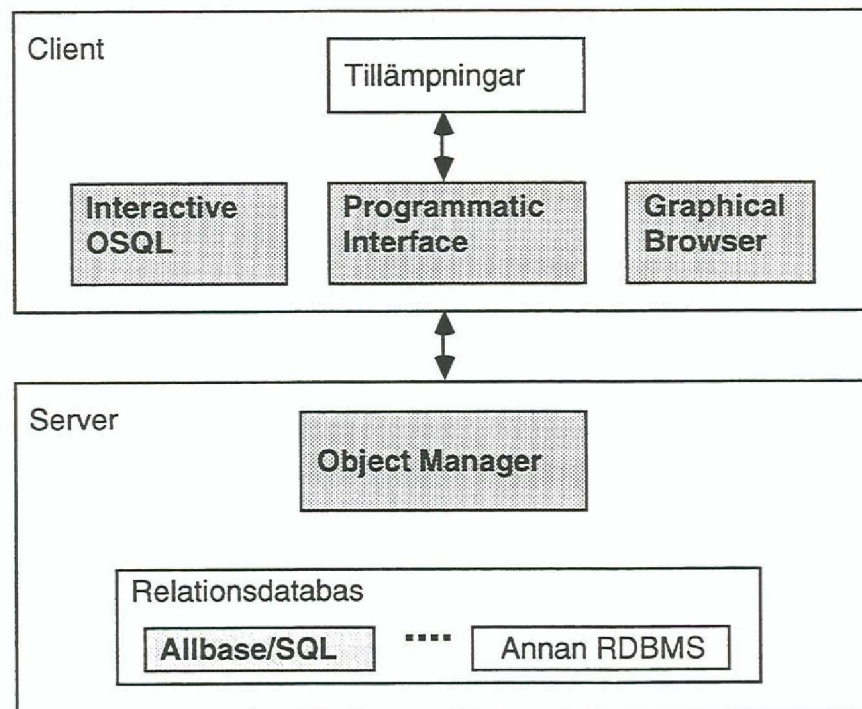 Client
Tillämpningar
Interactive
OSQL
Programmatic
Interface
Graphical
Browser
Server
Object Manager
Relationsdatabas
Allbase/SQL
....
Annan RDBMS